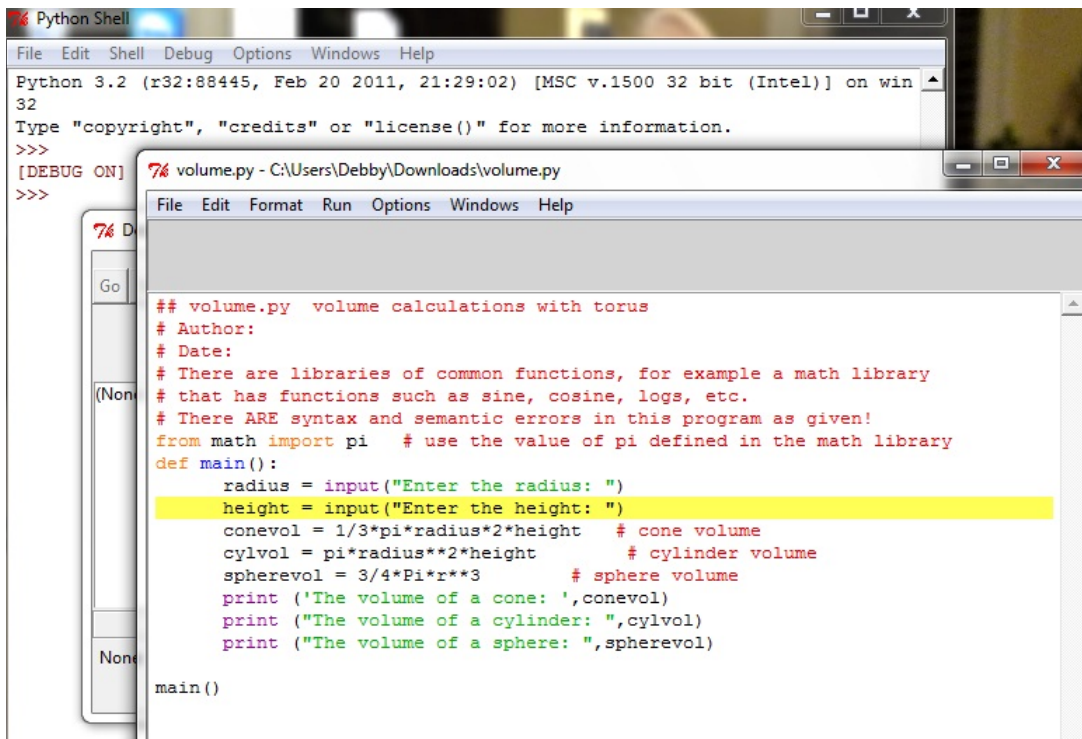 Python Shell
File Edit Shell Debug Options Windows Help
Python 3.2 (r32:88445, Feb 20 2011, 21:29:02) [MSC v.1500 32 bit (Intel)] on win
32
Type "copyright", "credits" or "license()" for more information.
>>>
[DEBUG ON]
>>>
volume.py - C:\Users\Debby\Downloads\volume.py
File Edit Format Run Options Windows Help
Go
(Non
None
## volume.py  volume calculations with torus
# Author:
# Date:
# There are libraries of common functions, for example a math library
# that has functions such as sine, cosine, logs, etc.
# There ARE syntax and semantic errors in this program as given!
from math import pi   # use the value of pi defined in the math library
def main():
      radius = input("Enter the radius: ")
      height = input("Enter the height: ")
      conevol = 1/3*pi*radius*2*height   # cone volume
      cylvol = pi*radius**2*height        # cylinder volume
      spherevol = 3/4*Pi*r**3        # sphere volume
      print ('The volume of a cone: ',conevol)
      print ("The volume of a cylinder: ",cylvol)
      print ("The volume of a sphere: ",spherevol)
main()